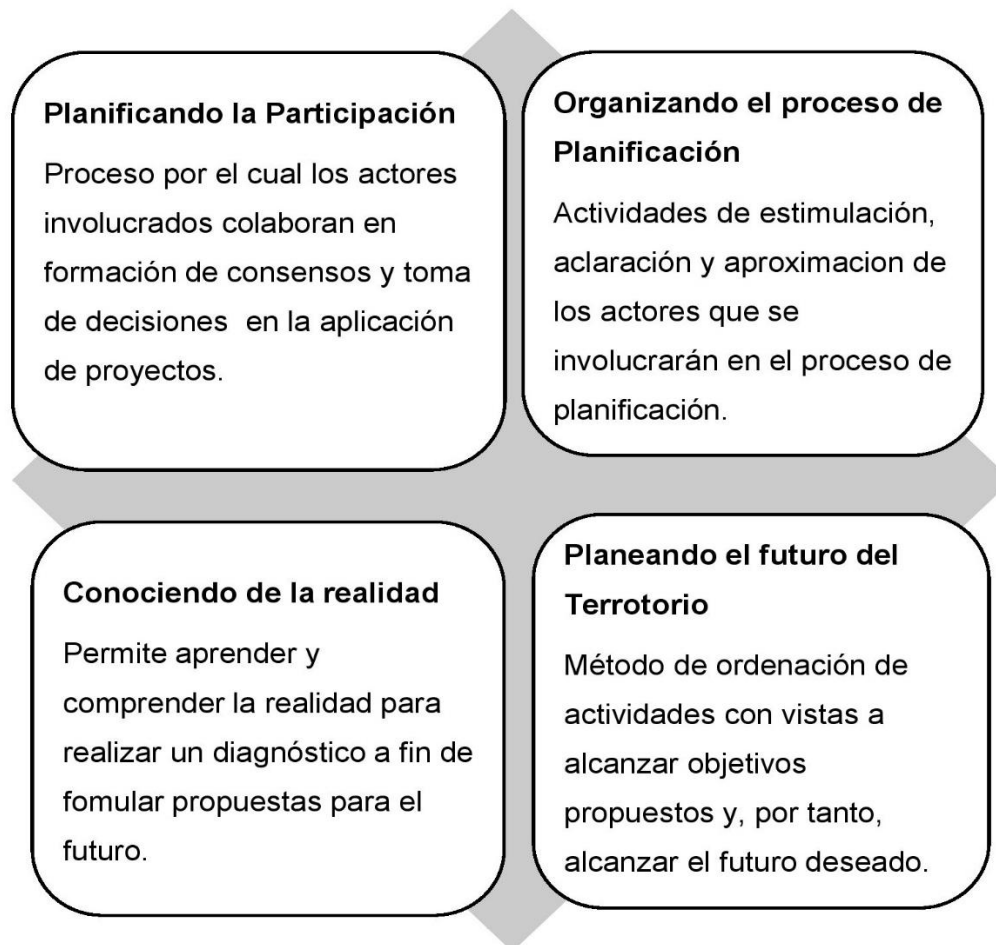 Planificando la Participación
Proceso por el cual los actores
involucrados colaboran en
formación de consensos y toma
de decisiones en la aplicación
de proyectos.
Organizando el proceso de
Planificación
Actividades de estimulación,
aclaración y aproximacion de
los actores que se
involucrarán en el proceso de
planificación.
Conociendo de la realidad
Permite aprender y
comprender la realidad para
realizar un diagnóstico a fin de
fomular propuestas para el
futuro.
Planeando el futuro del
Terrotorio
Método de ordenación de
actividades con vistas a
alcanzar objetivos
propuestos y, por tanto,
alcanzar el futuro deseado.